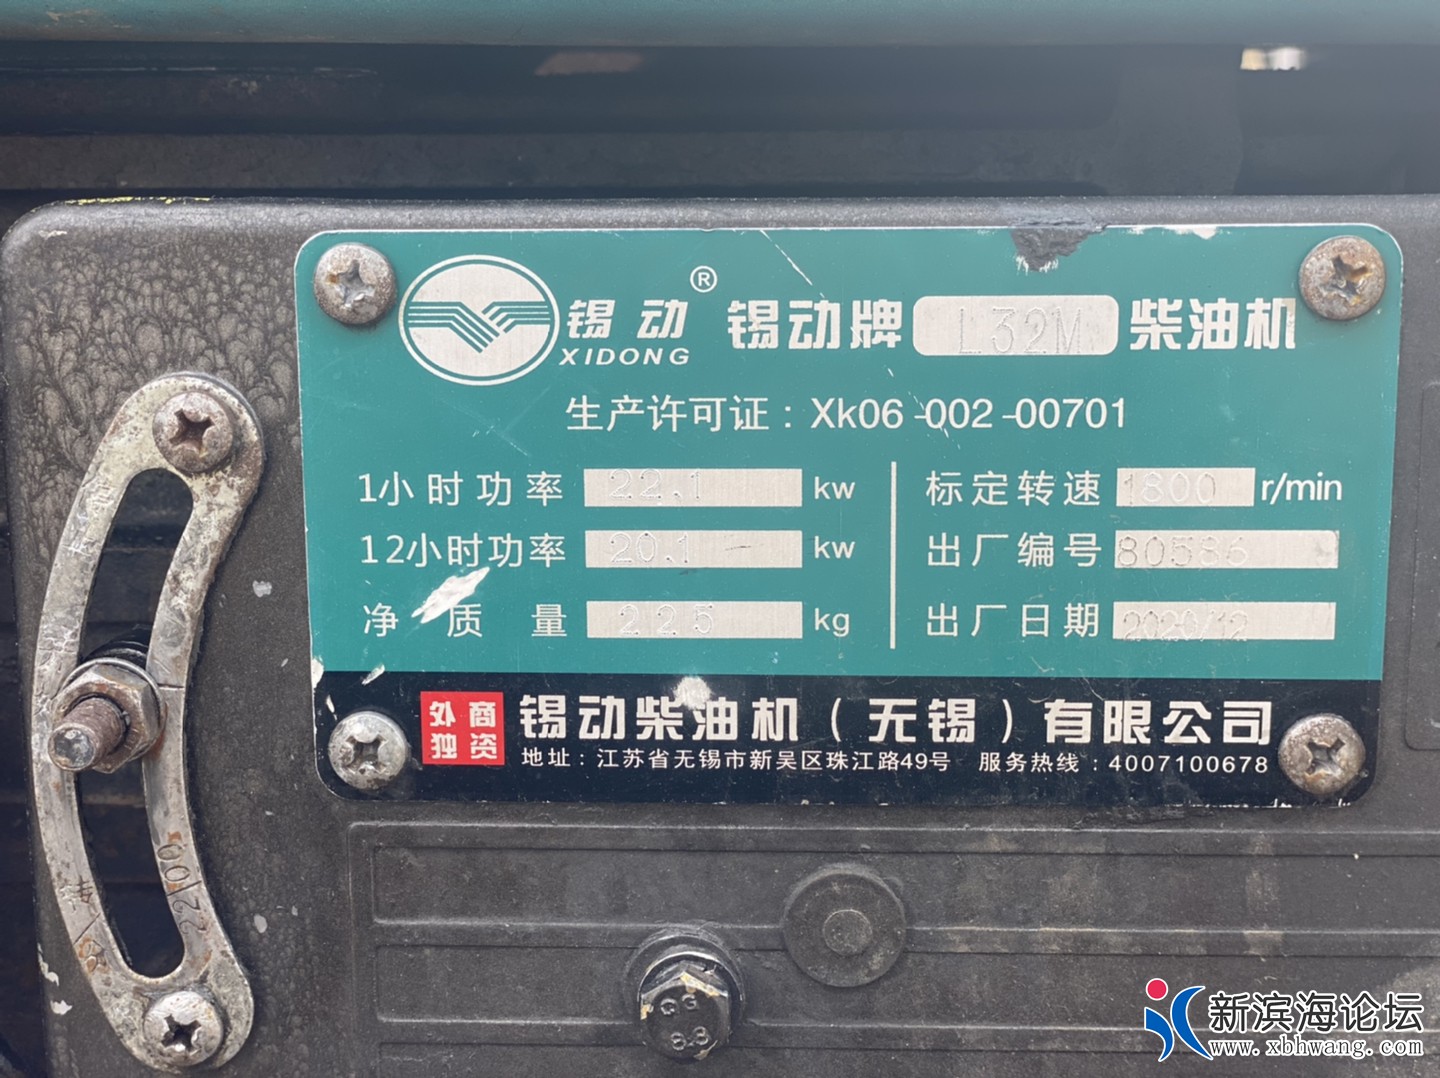 锡动® 锡动牌 L32M 柴油机
XIDONG
生产许可证：Xk06-002-00701
1小时功率 22.1 kw 标定转速 1800 r/min
12小时功率 20.1 kw 出厂编号 80586
净质量 225 kg 出厂日期 2020/12
外商独资 锡动柴油机（无锡）有限公司
地址：江苏省无锡市新吴区珠江路49号 服务热线：4007100678
8.8
新滨海论坛
www.xbhwang.com